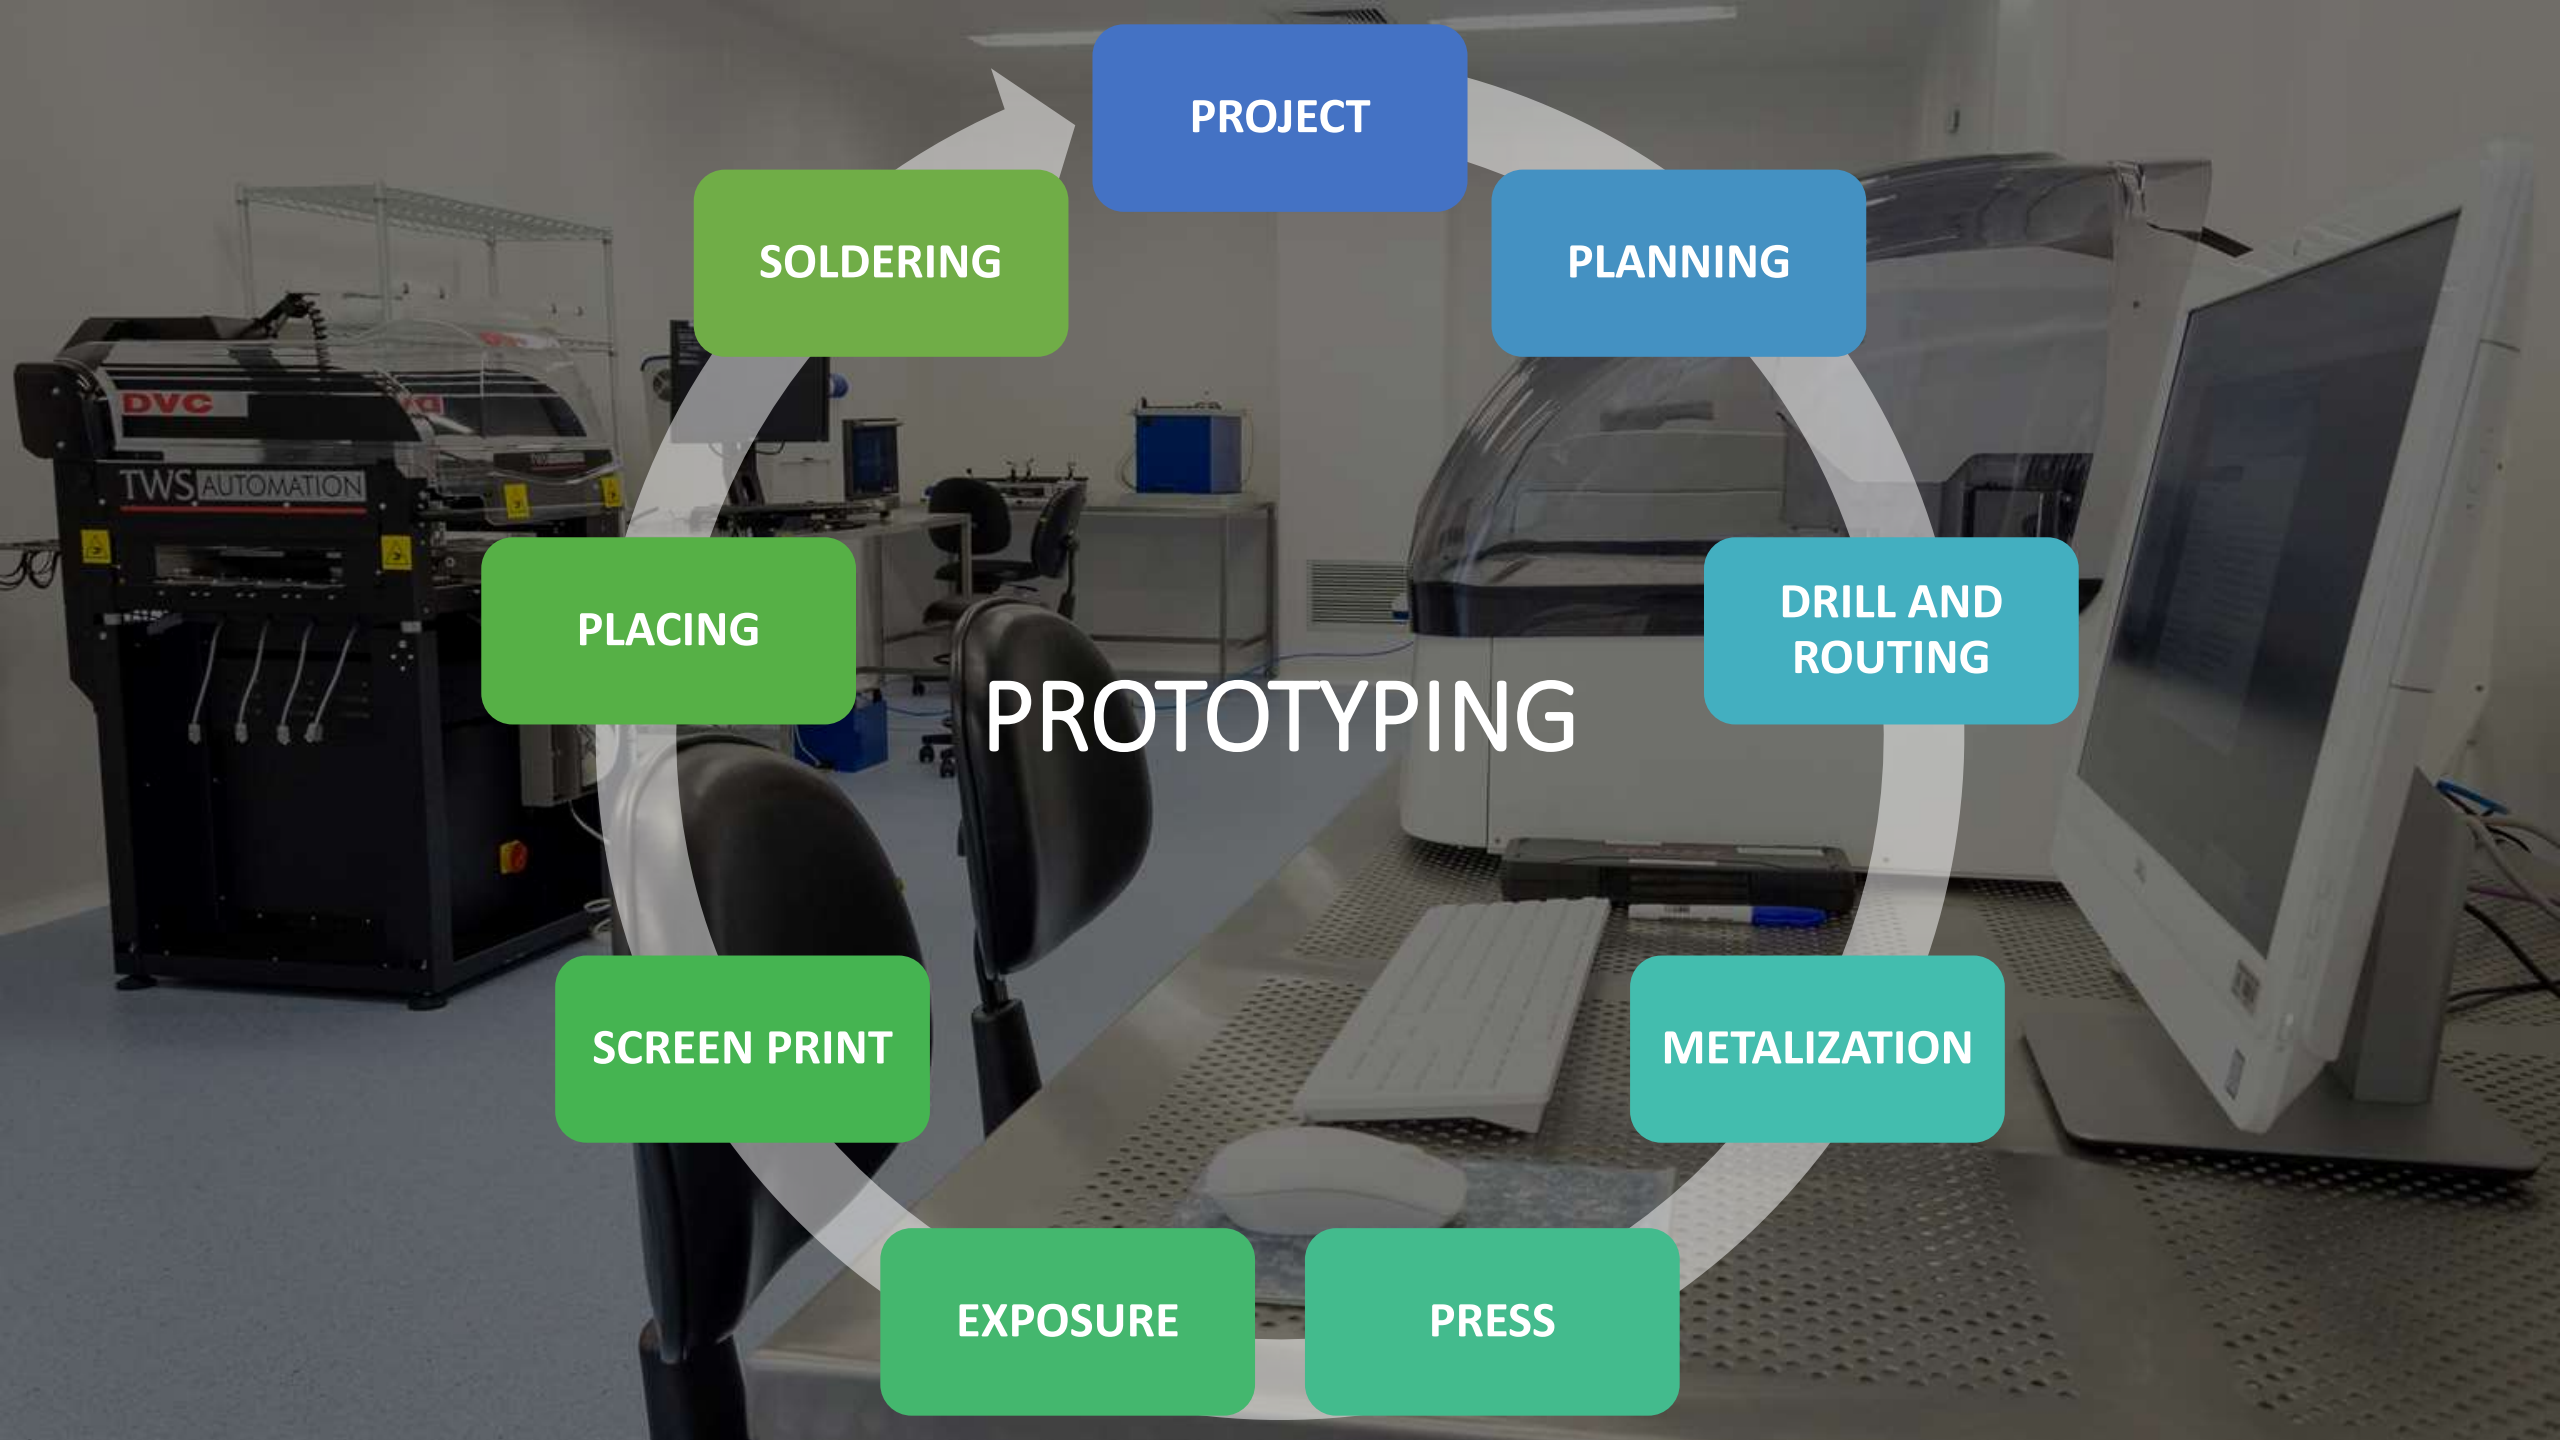 PROJECT
PLANNING
DRILL AND
ROUTING
METALIZATION
PRESS
EXPOSURE
SCREEN PRINT
PLACING
SOLDERING
PROTOTYPING
DVC
TWS AUTOMATION